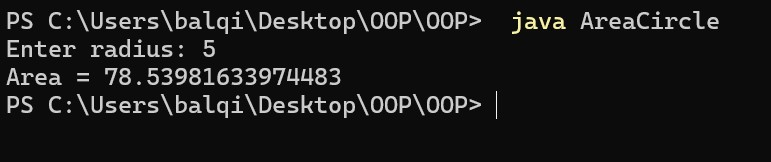 PS C:\Users\balqi\Desktop\OOP\OOP>  java AreaCircle
Enter radius: 5
Area = 78.53981633974483
PS C:\Users\balqi\Desktop\OOP\OOP>